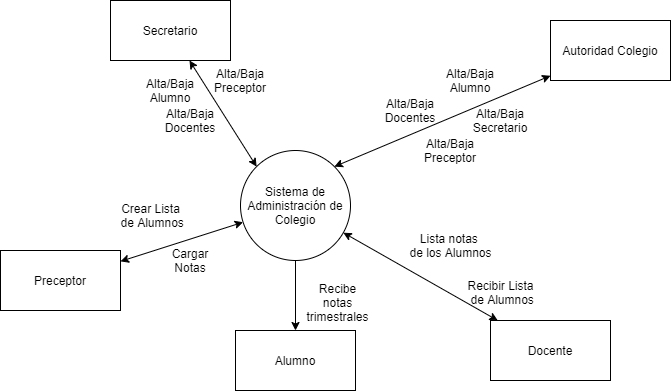 Secretario
Autoridad Colegio
Alta/Baja
Preceptor
Alta/Baja
Alumno
Alta/Baja
Docentes
Alta/Baja
Alumno
Alta/Baja
Docentes
Alta/Baja
Secretario
Alta/Baja
Preceptor
Sistema de
Administración de
Colegio
Crear Lista
de Alumnos
Cargar
Notas
Preceptor
Lista notas
de los Alumnos
Recibir Lista
de Alumnos
Recibe
notas
trimestrales
Alumno
Docente